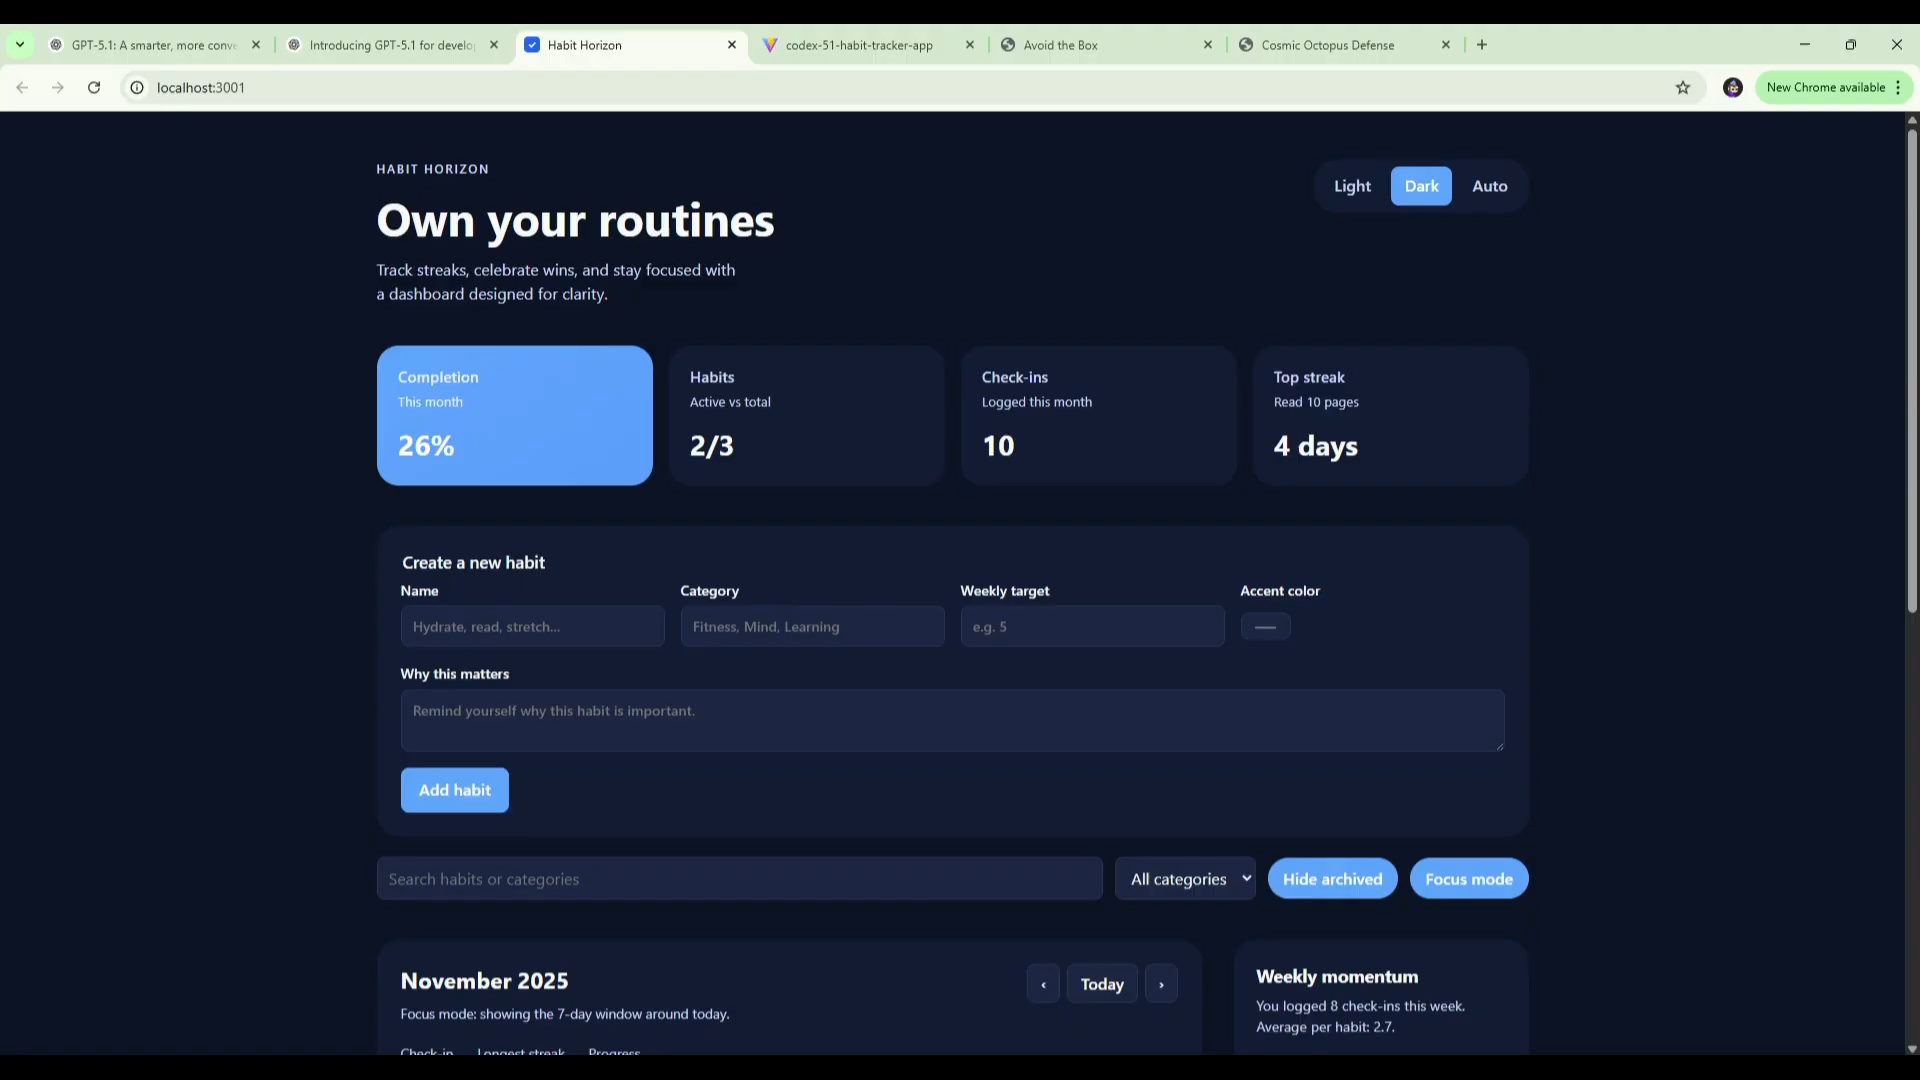 GPT-5.1: A smarter, more conve
Introducing GPT-5.1 for develo
Habit Horizon
codex-51-habit-tracker-app
Avoid the Box
Cosmic Octopus Defense
localhost:3001
New Chrome available
HABIT HORIZON
Light Dark Auto
Own your routines
Track streaks, celebrate wins, and stay focused with
a dashboard designed for clarity.
Completion
This month
26%
Habits
Active vs total
2/3
Check-ins
Logged this month
10
Top streak
Read 10 pages
4 days
Create a new habit
Name
Hydrate, read, stretch...
Category
Fitness, Mind, Learning
Weekly target
e.g. 5
Accent color
Why this matters
Remind yourself why this habit is important.
Add habit
Search habits or categories
All categories
Hide archived
Focus mode
November 2025
‹ Today ›
Focus mode: showing the 7-day window around today.
Check-in Longest streak Progress
Weekly momentum
You logged 8 check-ins this week.
Average per habit: 2.7.